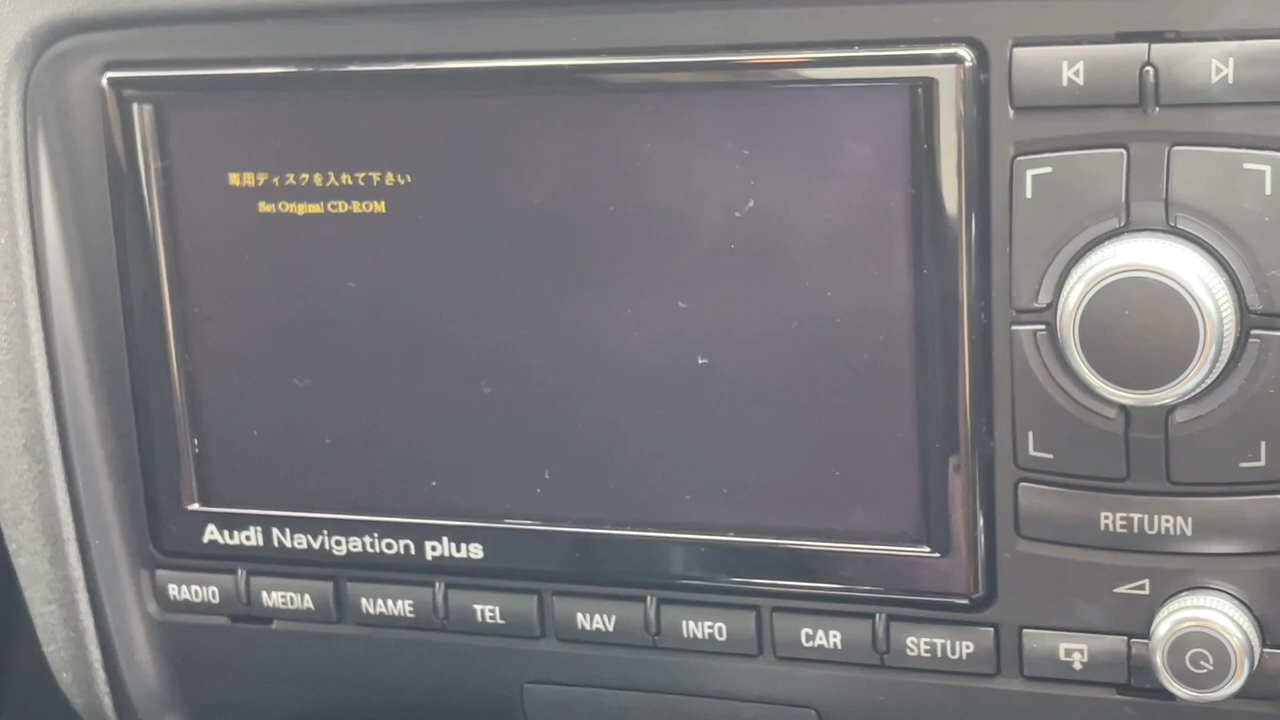 専用ディスクを入れて下さい
Set Original CD-ROM
Audi Navigation plus
RADIO
MEDIA
NAME
TEL
NAV
INFO
CAR
SETUP
RETURN